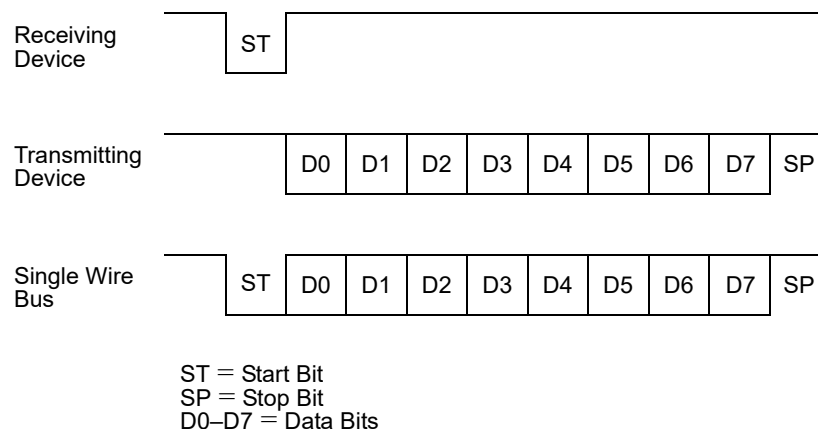 Receiving
Device
ST
Transmitting
Device
D0 D1 D2 D3 D4 D5 D6 D7 SP
Single Wire
Bus
ST D0 D1 D2 D3 D4 D5 D6 D7 SP
ST = Start Bit
SP = Stop Bit
D0–D7 = Data Bits